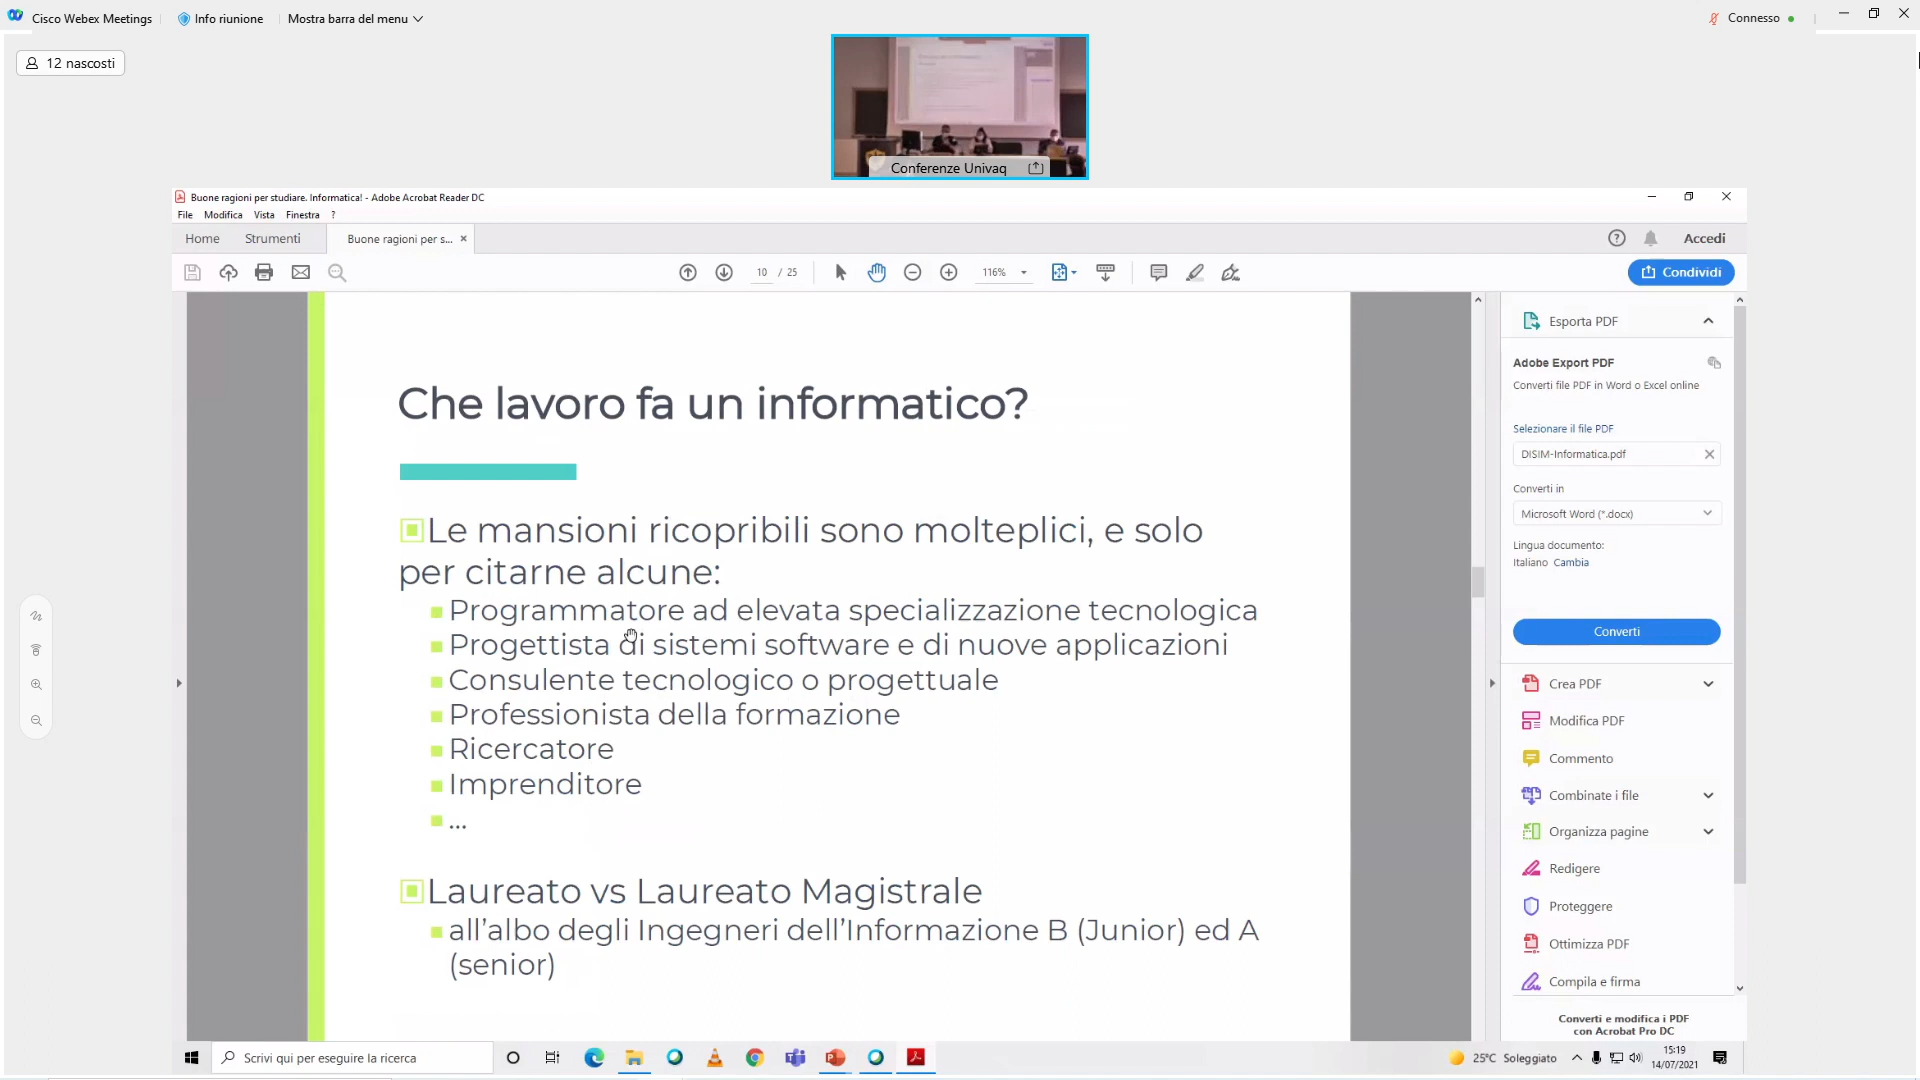 Cisco Webex Meetings
Info riunione
Mostra barra del menu
Connesso
12 nascosti
Conferenze Univaq
Buone ragioni per studiare. Informatica! - Adobe Acrobat Reader DC
File Modifica Vista Finestra ?
Home Strumenti Buone ragioni per s...
Accedi
10 / 25
116%
Condividi
Che lavoro fa un informatico?
Le mansioni ricopribili sono molteplici, e solo
per citarne alcune:
Programmatore ad elevata specializzazione tecnologica
Progettista di sistemi software e di nuove applicazioni
Consulente tecnologico o progettuale
Professionista della formazione
Ricercatore
Imprenditore
...
Laureato vs Laureato Magistrale
all'albo degli Ingegneri dell'Informazione B (Junior) ed A
(senior)
Esporta PDF
Adobe Export PDF
Converti file PDF in Word o Excel online
Selezionare il file PDF
DISIM-Informatica.pdf
Converti in
Microsoft Word (*.docx)
Lingua documento:
Italiano Cambia
Converti
Crea PDF
Modifica PDF
Commento
Combinate i file
Organizza pagine
Redigere
Proteggere
Ottimizza PDF
Compila e firma
Converti e modifica i PDF
con Acrobat Pro DC
Scrivi qui per eseguire la ricerca
25°C Soleggiato
15:19
14/07/2021